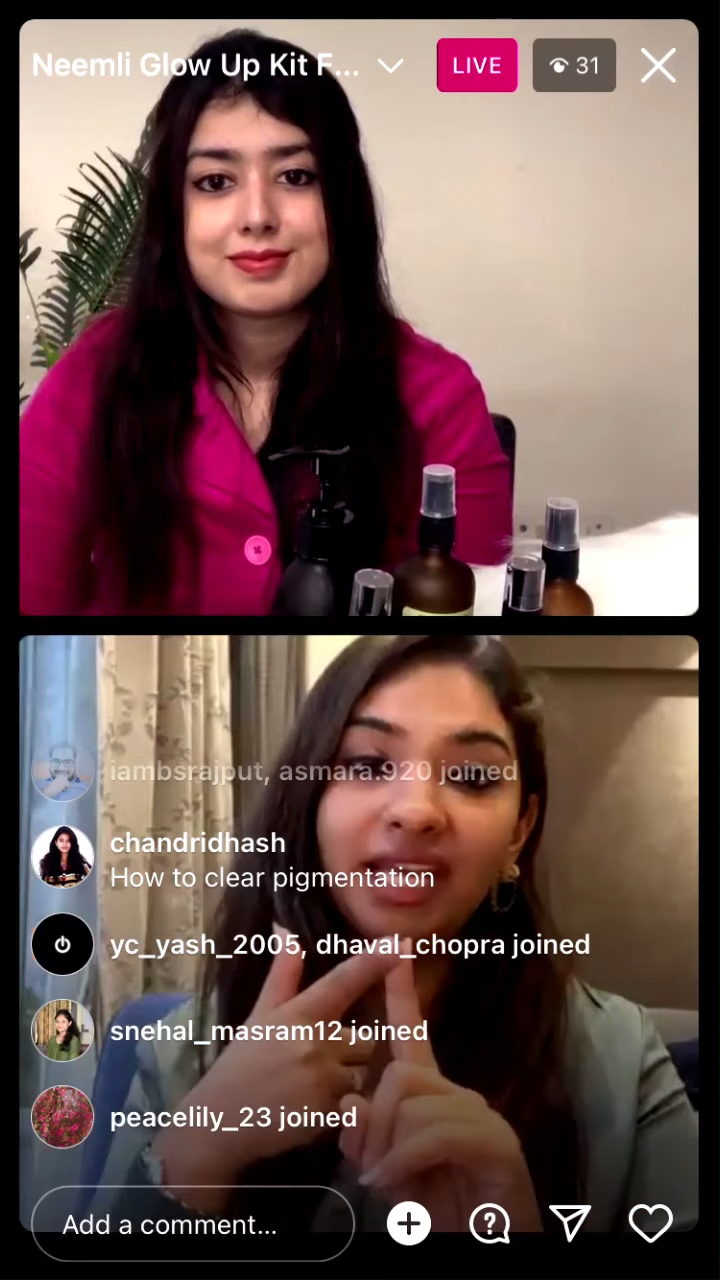 Neemli Glow Up Kit F...
LIVE
31
iambsrajput, asmara.920 joined
chandridhash
How to clear pigmentation
yc_yash_2005, dhaval_chopra joined
snehal_masram12 joined
peacelily_23 joined
Add a comment...